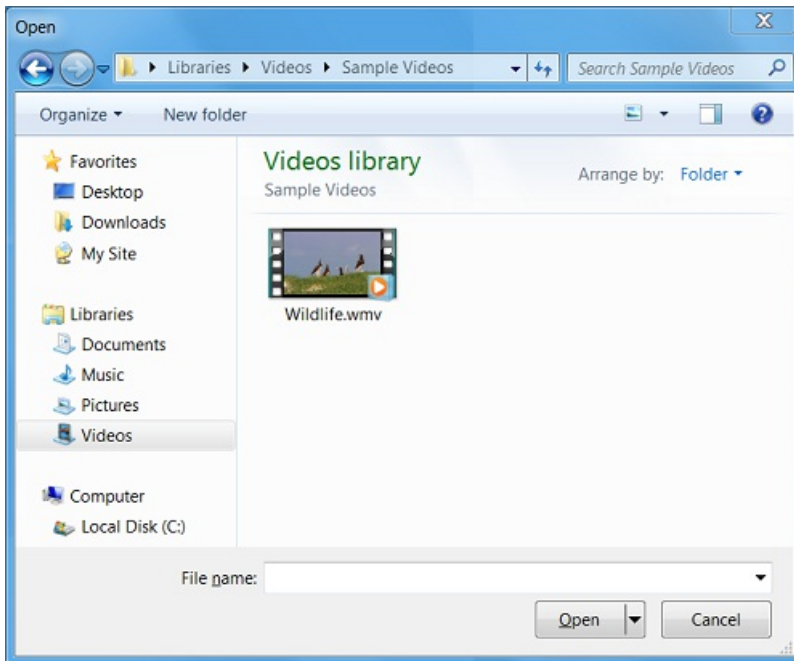 Open
Libraries Videos Sample Videos Search Sample Videos
Organize New folder
Favorites
Desktop
Downloads
My Site
Libraries
Documents
Music
Pictures
Videos
Computer
Local Disk (C:)
Videos library
Sample Videos
Arrange by: Folder
Wildlife.wmv
File name:
Open Cancel